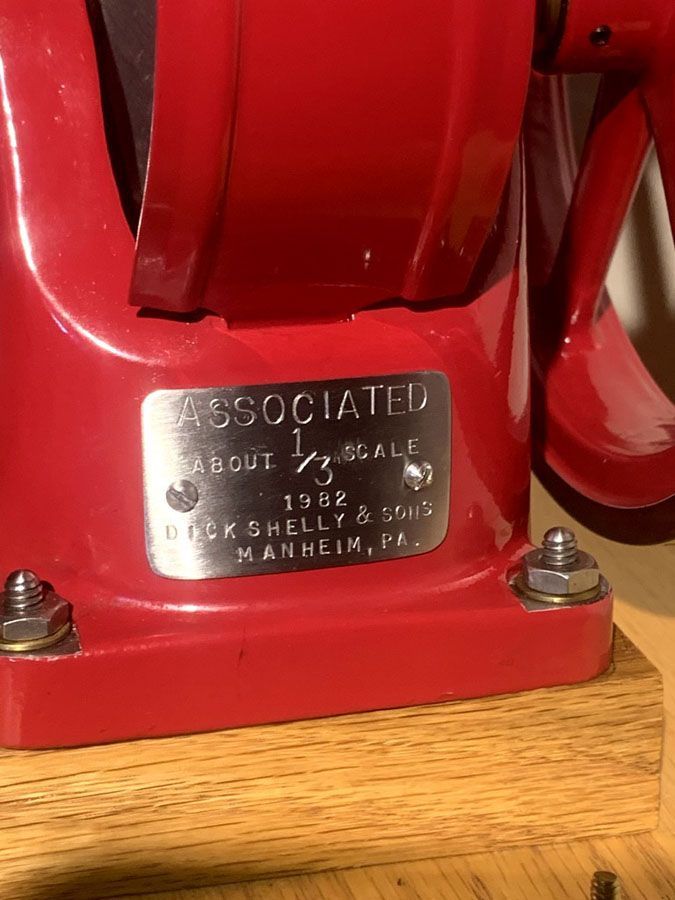 ASSOCIATED
ABOUT 1/3 SCALE
1982
DICK SHELLY & SONS
MANHEIM, PA.